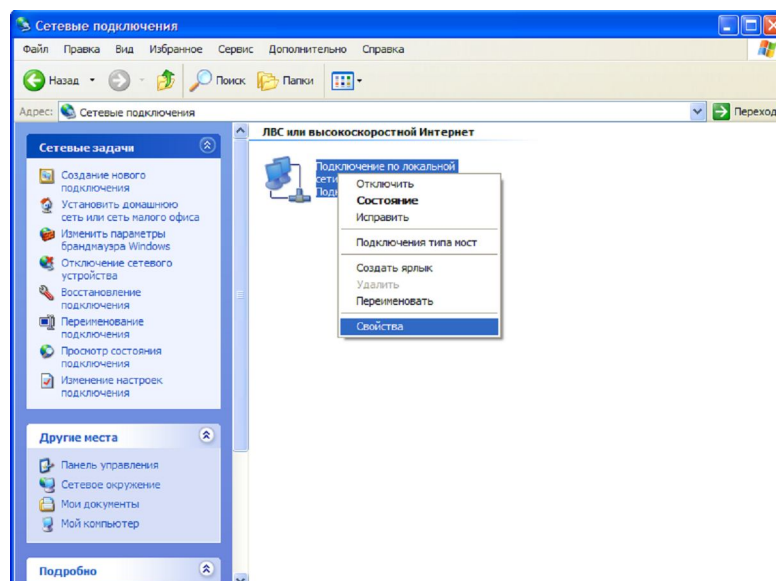 Сетевые подключения
Файл Правка Вид Избранное Сервис Дополнительно Справка
Назад Поиск Папки
Адрес: Сетевые подключения Переход
Сетевые задачи
Создание нового
подключения
Установить домашнюю
сеть или сеть малого офиса
Изменить параметры
брандмауэра Windows
Отключение сетевого
устройства
Восстановление
подключения
Переименование
подключения
Просмотр состояния
подключения
Изменение настроек
подключения
Другие места
Панель управления
Сетевое окружение
Мои документы
Мой компьютер
Подробно
ЛВС или высокоскоростной Интернет
Подключение по локальной
сети
Отключить
Состояние
Исправить
Подключения типа мост
Создать ярлык
Удалить
Переименовать
Свойства